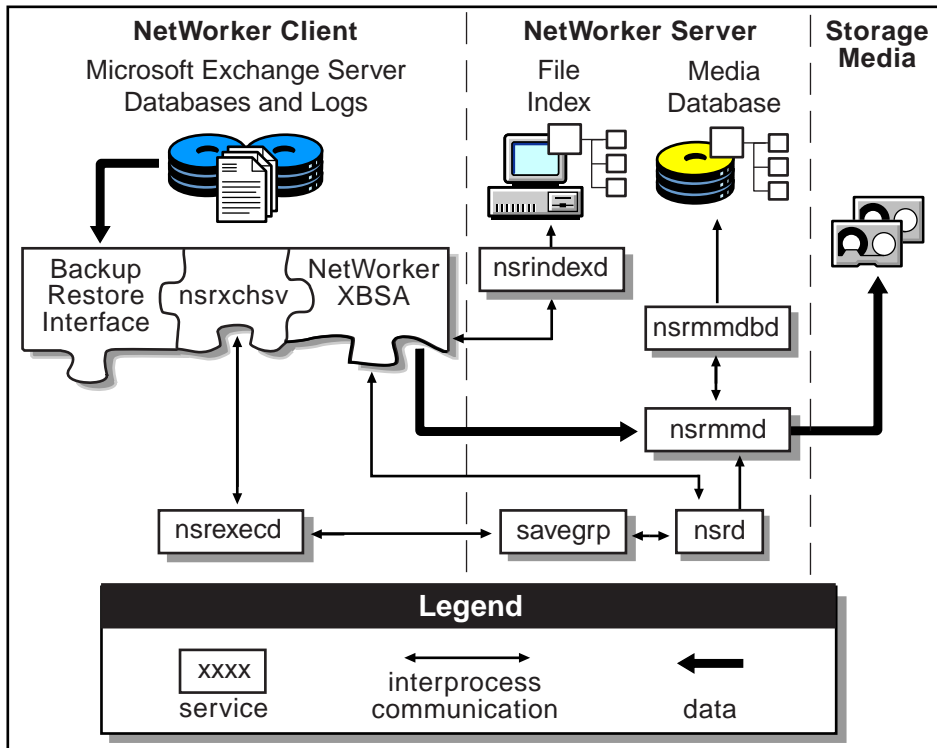 NetWorker Client
NetWorker Server
Storage
Media
Microsoft Exchange Server
Databases and Logs
File
Index
Media
Database
Backup
Restore
Interface
nsrxchsv
NetWorker
XBSA
nsrindexd
nsrmmdbd
nsrmmd
nsrexecd
savegrp
nsrd
Legend
xxxx
service
interprocess
communication
data